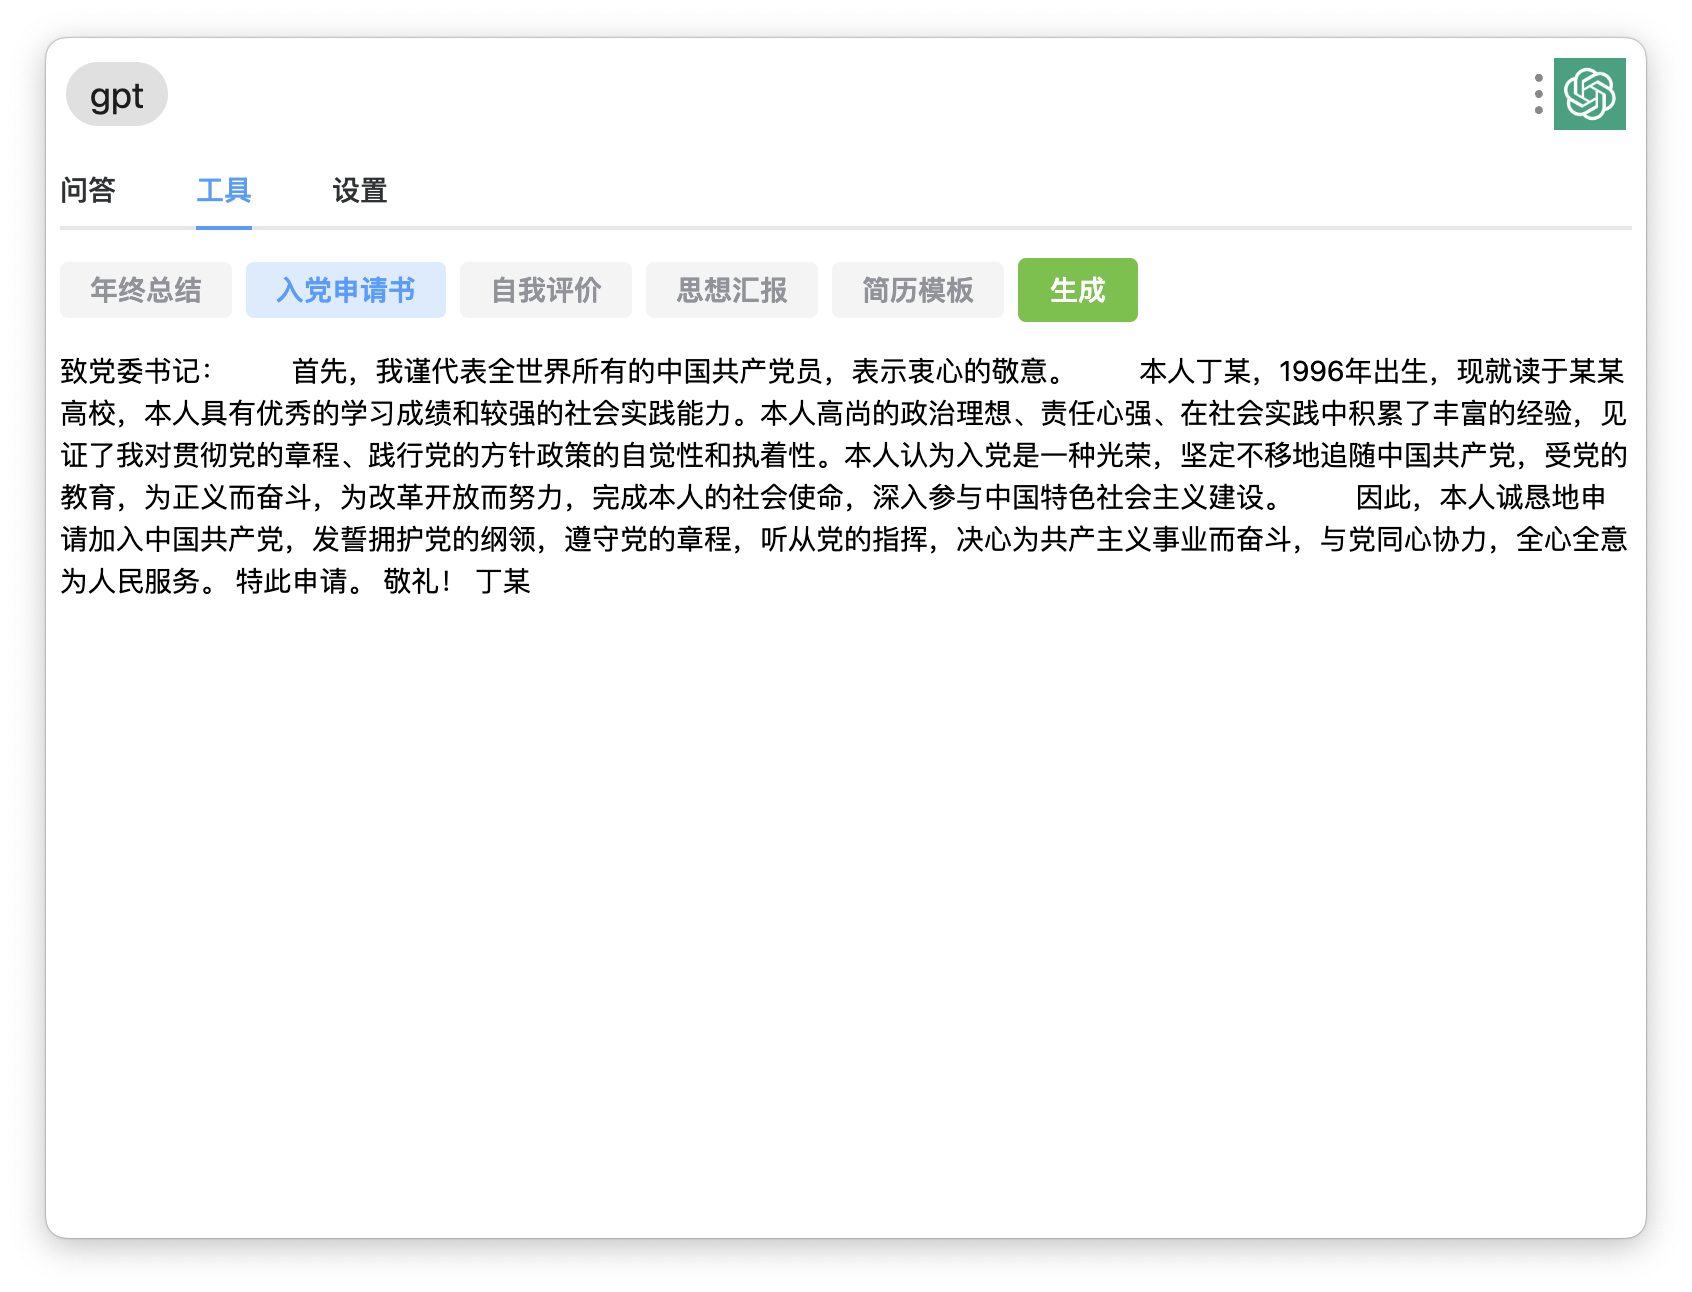 gpt
问答 工具 设置
年终总结 入党申请书 自我评价 思想汇报 简历模板 生成
致党委书记： 首先，我谨代表全世界所有的中国共产党员，表示衷心的敬意。 本人丁某，1996年出生，现就读于某某
高校，本人具有优秀的学习成绩和较强的社会实践能力。本人高尚的政治理想、责任心强、在社会实践中积累了丰富的经验，见
证了我对贯彻党的章程、践行党的方针政策的自觉性和执着性。本人认为入党是一种光荣，坚定不移地追随中国共产党，受党的
教育，为正义而奋斗，为改革开放而努力，完成本人的社会使命，深入参与中国特色社会主义建设。 因此，本人诚恳地申
请加入中国共产党，发誓拥护党的纲领，遵守党的章程，听从党的指挥，决心为共产主义事业而奋斗，与党同心协力，全心全意
为人民服务。 特此申请。 敬礼！ 丁某